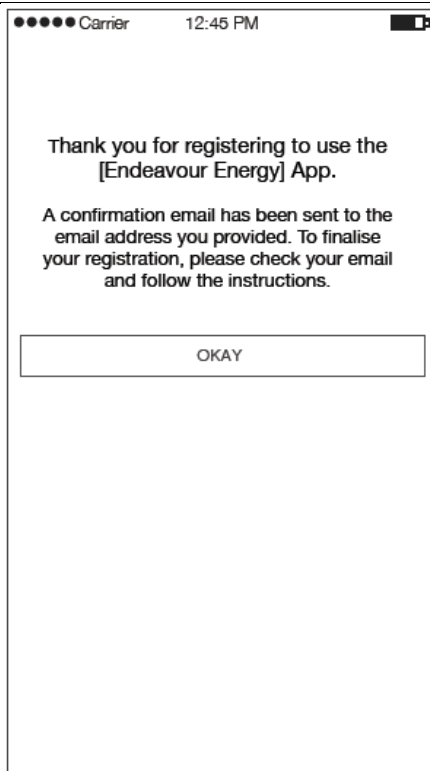 Carrier 12:45 PM
Thank you for registering to use the
[Endeavour Energy] App.
A confirmation email has been sent to the
email address you provided. To finalise
your registration, please check your email
and follow the instructions.
OKAY